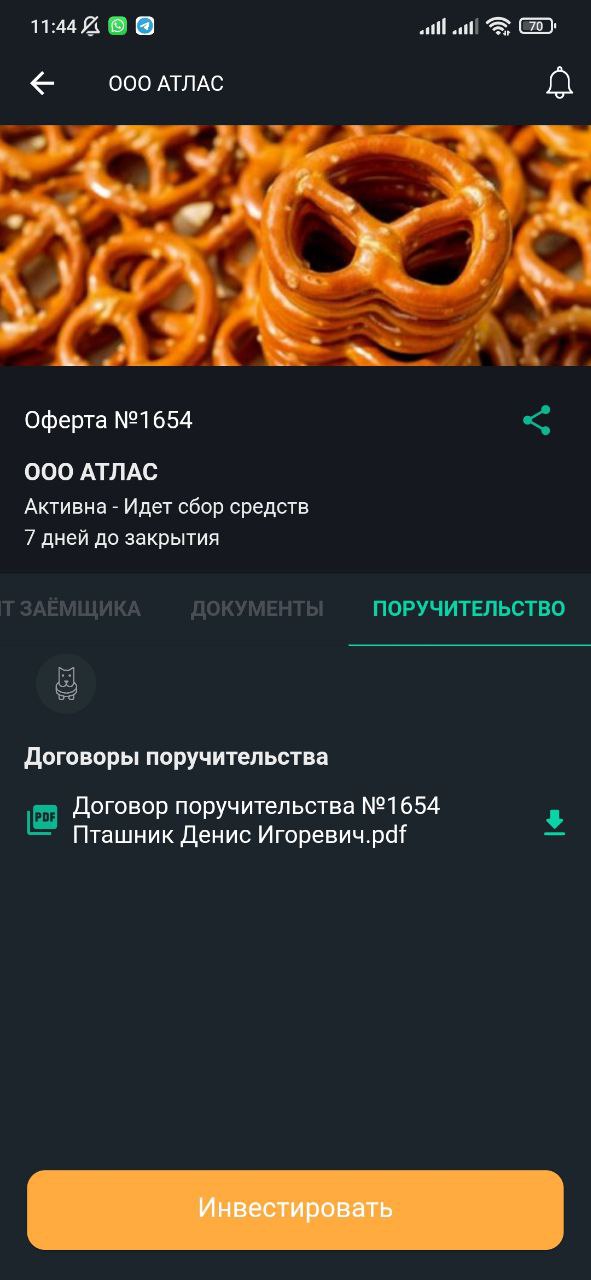 11:44
70
ООО АТЛАС
Оферта №1654
ООО АТЛАС
Активна - Идет сбор средств
7 дней до закрытия
Т ЗАЁМЩИКА ДОКУМЕНТЫ ПОРУЧИТЕЛЬСТВО
Договоры поручительства
PDF
Договор поручительства №1654
Пташник Денис Игоревич.pdf
Инвестировать